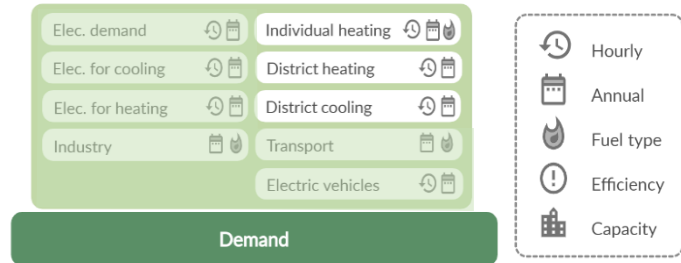 Elec. demand
Individual heating
Elec. for cooling
District heating
Elec. for heating
District cooling
Industry
Transport
Electric vehicles
Demand
Hourly
Annual
Fuel type
Efficiency
Capacity